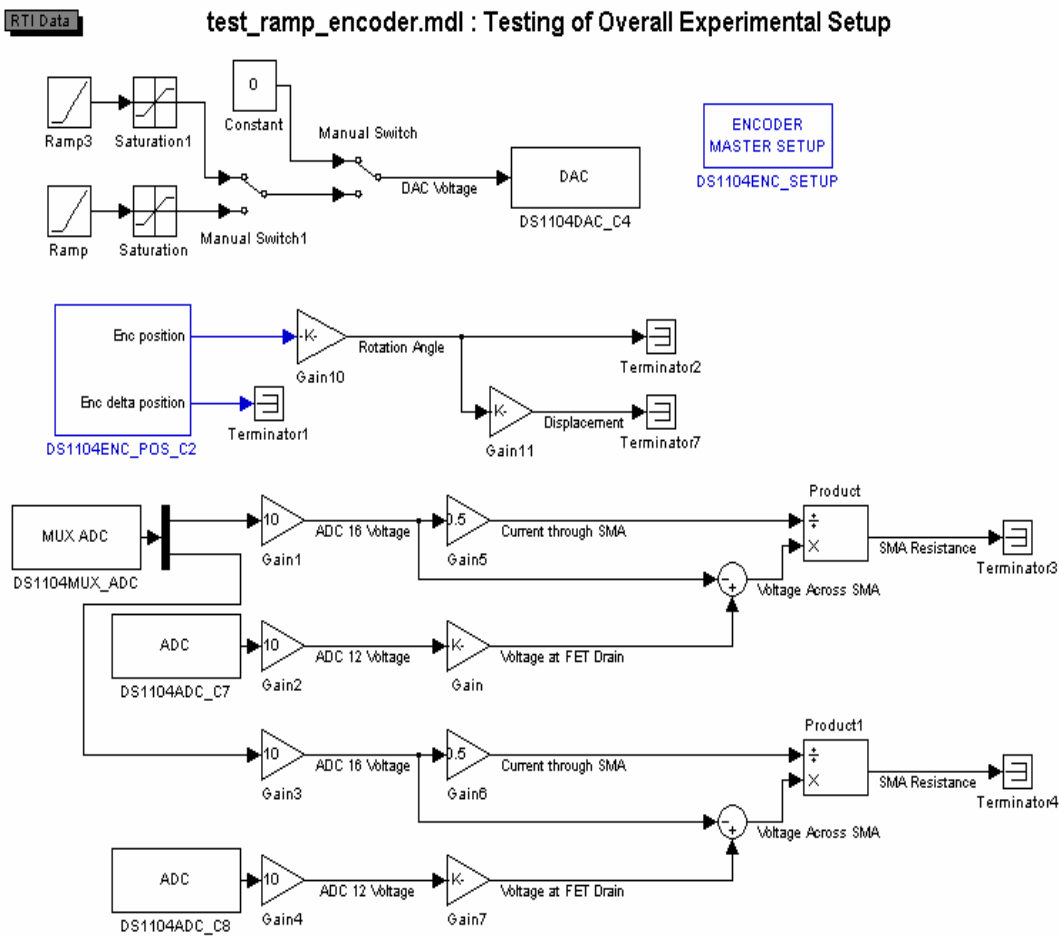 RTI Data
test_ramp_encoder.mdl : Testing of Overall Experimental Setup
0
Constant
Ramp3
Saturation1
Manual Switch
ENCODER
MASTER SETUP
DS1104ENC_SETUP
DAC Voltage
DAC
DS1104DAC_C4
Ramp
Saturation
Manual Switch1
Enc position
-K-
Rotation Angle
Gain10
Terminator2
Enc delta position
Terminator1
K-
Displacement
Gain11
Terminator7
DS1104ENC_POS_C2
Product
MUX ADC
10
ADC 16 Voltage
0.5
Current through SMA
÷
×
SMA Resistance
Gain1
Gain5
Terminator3
DS1104MUX_ADC
-
+
Voltage Across SMA
ADC
10
ADC 12 Voltage
K-
Voltage at FET Drain
Gain2
Gain
DS1104ADC_C7
Product1
10
ADC 16 Voltage
0.5
Current through SMA
÷
×
SMA Resistance
Gain3
Gain6
Terminator4
-
+
Voltage Across SMA
ADC
10
ADC 12 Voltage
K-
Voltage at FET Drain
Gain4
Gain7
DS1104ADC_C8